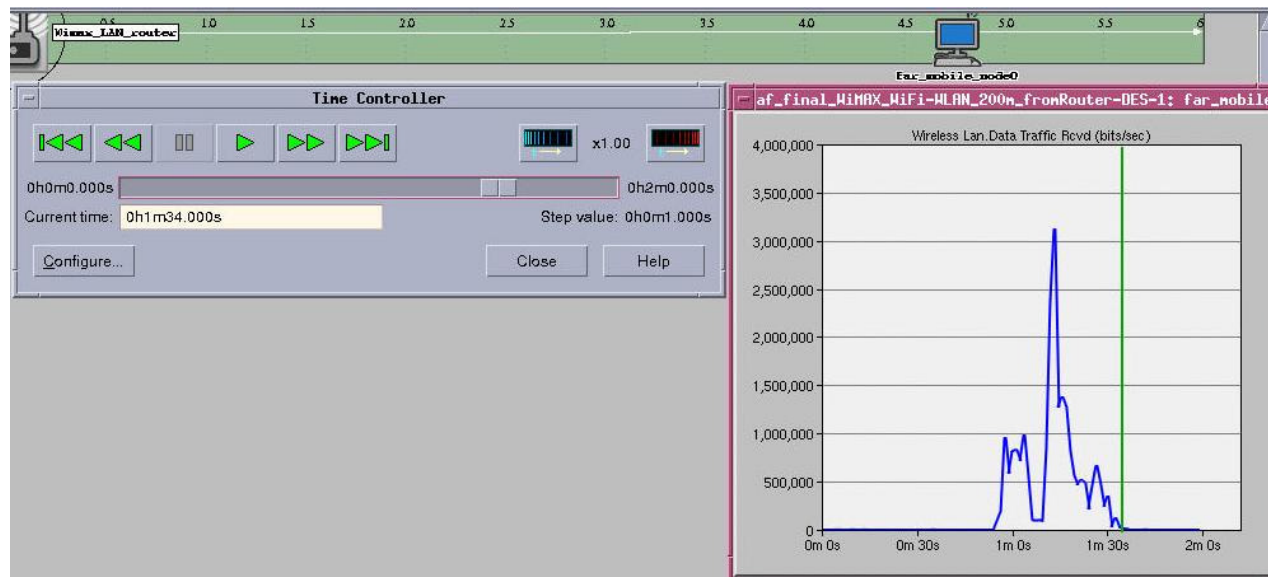 0.5 1.0 1.5 2.0 2.5 3.0 3.5 4.0 4.5 5.0 5.5 6
Wimax_LAN_router
Far_mobile_node0
Time Controller
x1.00
0h0m0.000s 0h2m0.000s
Current time: 0h1m34.000s Step value: 0h0m1.000s
Configure... Close Help
af_final_WiMAX_WiFi-WLAN_200m_fromRouter-DES-1: far_mobile
Wireless Lan.Data Traffic Rcvd (bits/sec)
4,000,000
3,500,000
3,000,000
2,500,000
2,000,000
1,500,000
1,000,000
500,000
0
0m 0s 0m 30s 1m 0s 1m 30s 2m 0s